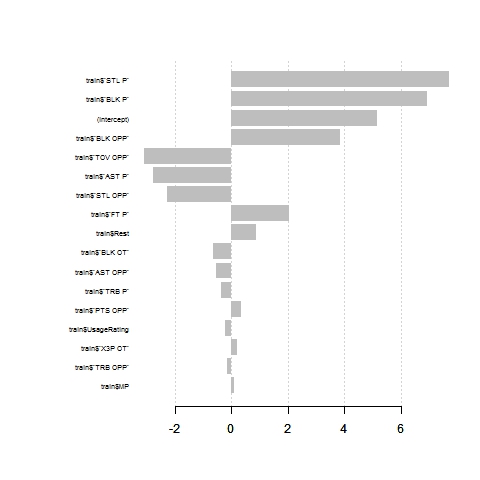 train$`STL P`
train$`BLK P`
(Intercept)
train$`BLK OPP`
train$`TOV OPP`
train$`AST P`
train$`STL OPP`
train$`FT P`
train$Rest
train$`BLK OT`
train$`AST OPP`
train$`TRB P`
train$`PTS OPP`
train$UsageRating
train$`X3P OT`
train$`TRB OPP`
train$MP
-2 0 2 4 6